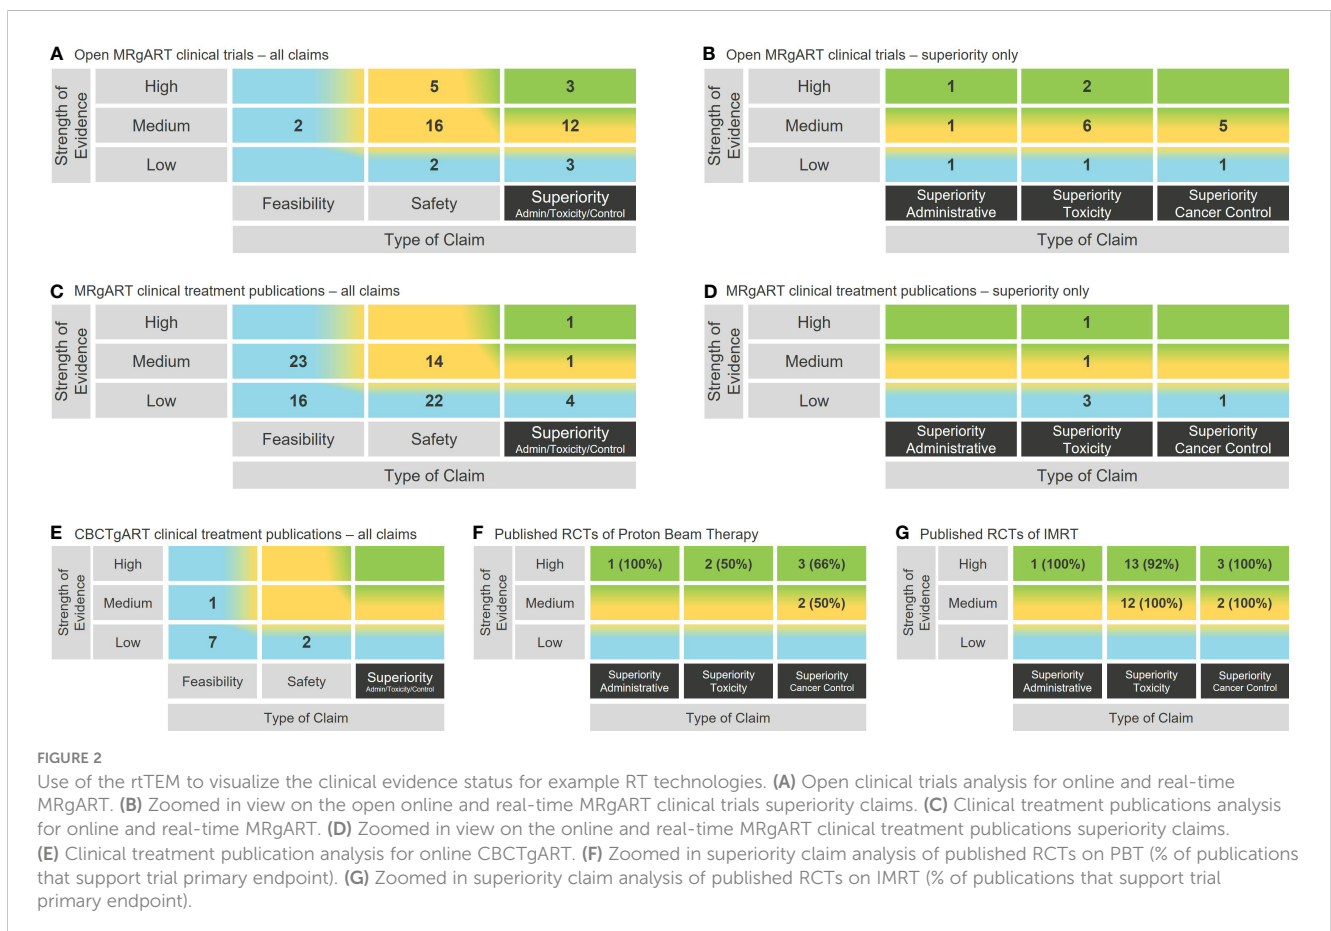 A Open MRgART clinical trials – all claims
Strength of
Evidence
High 5 3
Medium 2 16 12
Low 2 3
Feasibility Safety Superiority
Admin/Toxicity/Control
Type of Claim
B Open MRgART clinical trials – superiority only
Strength of
Evidence
High 1 2
Medium 1 6 5
Low 1 1 1
Superiority Superiority Superiority
Administrative Toxicity Cancer Control
Type of Claim
C MRgART clinical treatment publications – all claims
Strength of
Evidence
High 1
Medium 23 14 1
Low 16 22 4
Feasibility Safety Superiority
Admin/Toxicity/Control
Type of Claim
D MRgART clinical treatment publications – superiority only
Strength of
Evidence
High 1
Medium 1
Low 3 1
Superiority Superiority Superiority
Administrative Toxicity Cancer Control
Type of Claim
E CBCTgART clinical treatment publications – all claims
Strength of
Evidence
High
Medium 1
Low 7 2
Feasibility Safety Superiority
Admin/Toxicity/Control
Type of Claim
F Published RCTs of Proton Beam Therapy
Strength of
Evidence
High 1 (100%) 2 (50%) 3 (66%)
Medium 2 (50%)
Low
Superiority Superiority Superiority
Administrative Toxicity Cancer Control
Type of Claim
G Published RCTs of IMRT
Strength of
Evidence
High 1 (100%) 13 (92%) 3 (100%)
Medium 12 (100%) 2 (100%)
Low
Superiority Superiority Superiority
Administrative Toxicity Cancer Control
Type of Claim
FIGURE 2
Use of the rtTEM to visualize the clinical evidence status for example RT technologies. (A) Open clinical trials analysis for online and real-time
MRgART. (B) Zoomed in view on the open online and real-time MRgART clinical trials superiority claims. (C) Clinical treatment publications analysis
for online and real-time MRgART. (D) Zoomed in view on the online and real-time MRgART clinical treatment publications superiority claims.
(E) Clinical treatment publication analysis for online CBCTgART. (F) Zoomed in superiority claim analysis of published RCTs on PBT (% of publications
that support trial primary endpoint). (G) Zoomed in superiority claim analysis of published RCTs on IMRT (% of publications that support trial
primary endpoint).